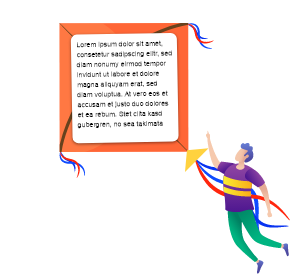 Lorem ipsum dolor sit amet,
consetetur sadipscing elitr, sed
diam nonumy eirmod tempor
invidunt ut labore et dolore
magna aliquyam erat, sed
diam voluptua. At vero eos et
accusam et justo duo dolores
et ea rebum. Stet clita kasd
gubergren, no sea takimata